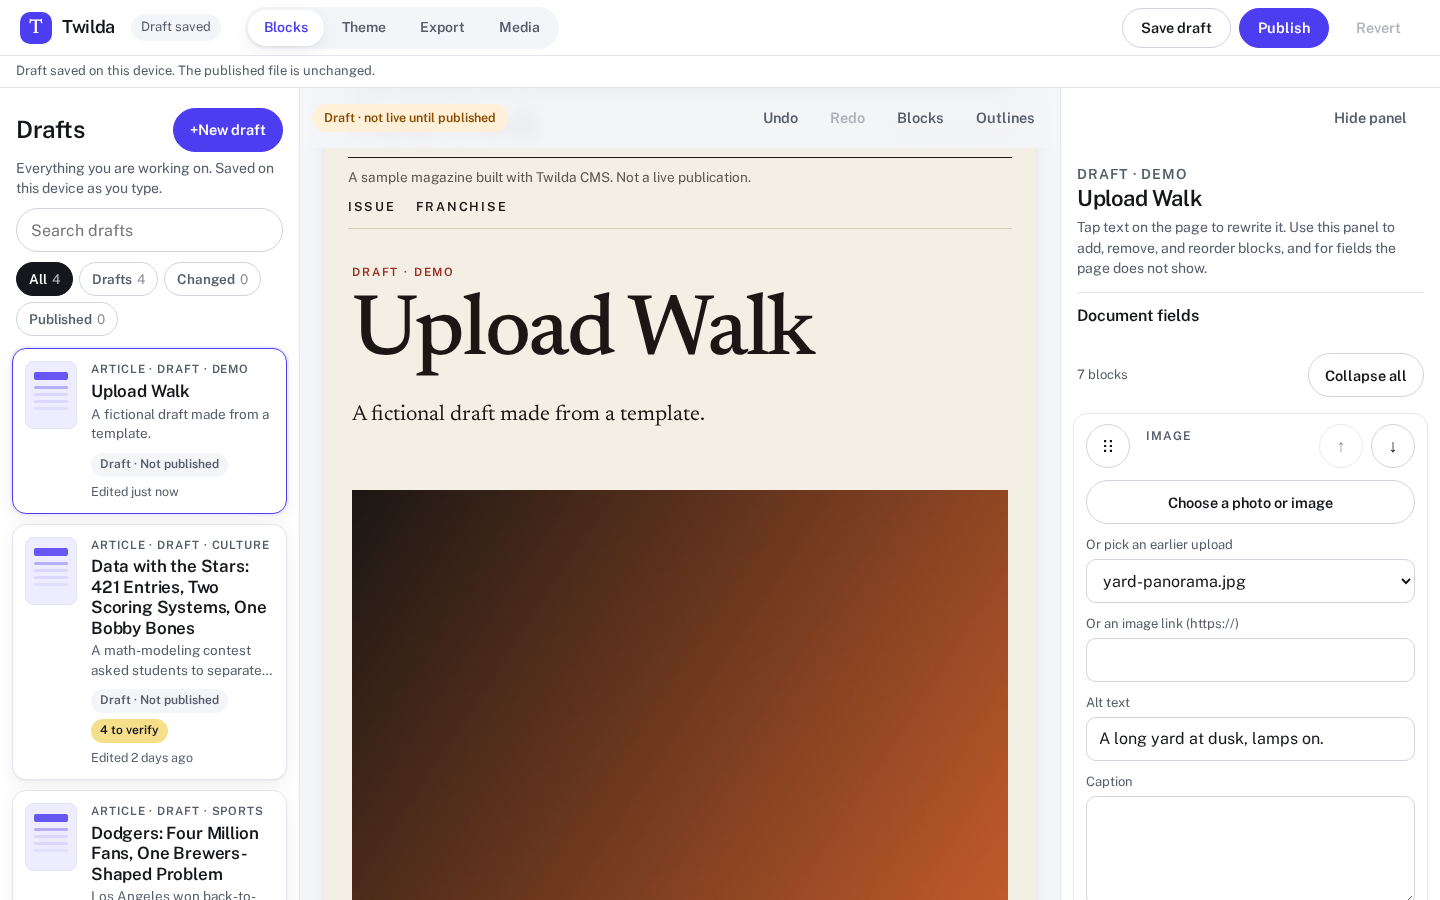 T Twilda Draft saved Blocks Theme Export Media Save draft Publish Revert
Draft saved on this device. The published file is unchanged.
Drafts +New draft
Everything you are working on. Saved on
this device as you type.
Search drafts
All 4 Drafts 4 Changed 0
Published 0
ARTICLE · DRAFT · DEMO
Upload Walk
A fictional draft made from a
template.
Draft · Not published
Edited just now
ARTICLE · DRAFT · CULTURE
Data with the Stars:
421 Entries, Two
Scoring Systems, One
Bobby Bones
A math-modeling contest
asked students to separate…
Draft · Not published
4 to verify
Edited 2 days ago
ARTICLE · DRAFT · SPORTS
Dodgers: Four Million
Fans, One Brewers-
Shaped Problem
Los Angeles won back-to-
Draft · not live until published Undo Redo Blocks Outlines
A sample magazine built with Twilda CMS. Not a live publication.
ISSUE FRANCHISE
DRAFT · DEMO
Upload Walk
A fictional draft made from a template.
Hide panel
DRAFT · DEMO
Upload Walk
Tap text on the page to rewrite it. Use this panel to
add, remove, and reorder blocks, and for fields the
page does not show.
Document fields
7 blocks Collapse all
IMAGE ↑ ↓
Choose a photo or image
Or pick an earlier upload
yard-panorama.jpg
Or an image link (https://)
Alt text
A long yard at dusk, lamps on.
Caption